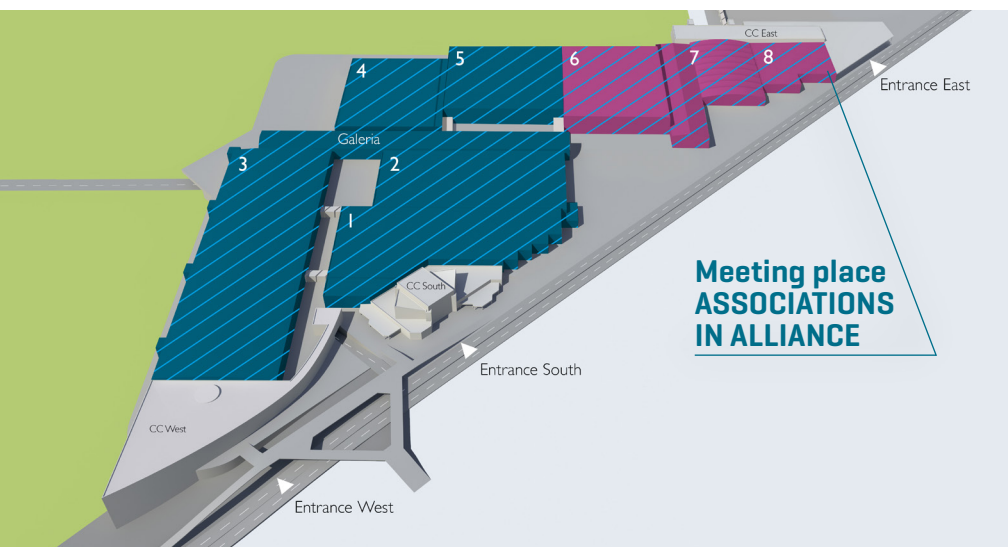 CC East
4
5
6
7
8
Entrance East
Galeria
3
2
1
Meeting place
ASSOCIATIONS
IN ALLIANCE
CC South
Entrance South
CC West
Entrance West